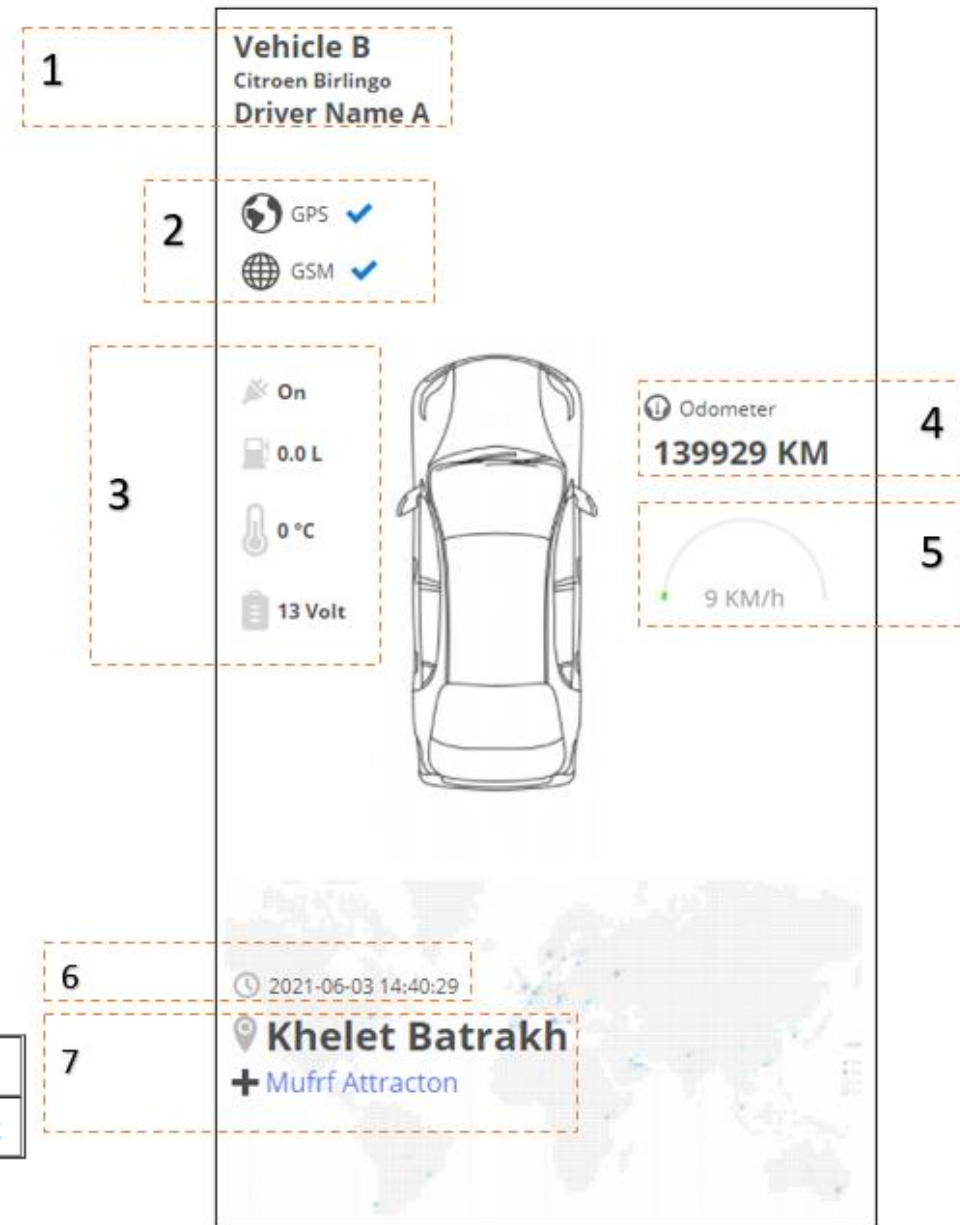 1
Vehicle B
Citroen Birlingo
Driver Name A
2
GPS
GSM
3
On
0.0 L
0 °C
13 Volt
4
Odometer
139929 KM
5
9 KM/h
6
2021-06-03 14:40:29
7
Khelet Batrakh
Mufrf Attracton